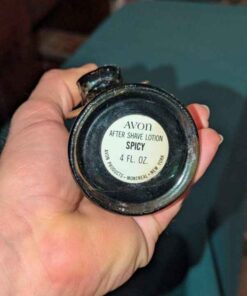 AVON
AFTER SHAVE LOTION
SPICY
4 FL. OZ.
AVON PRODUCTS-MONTREAL-NEW YORK